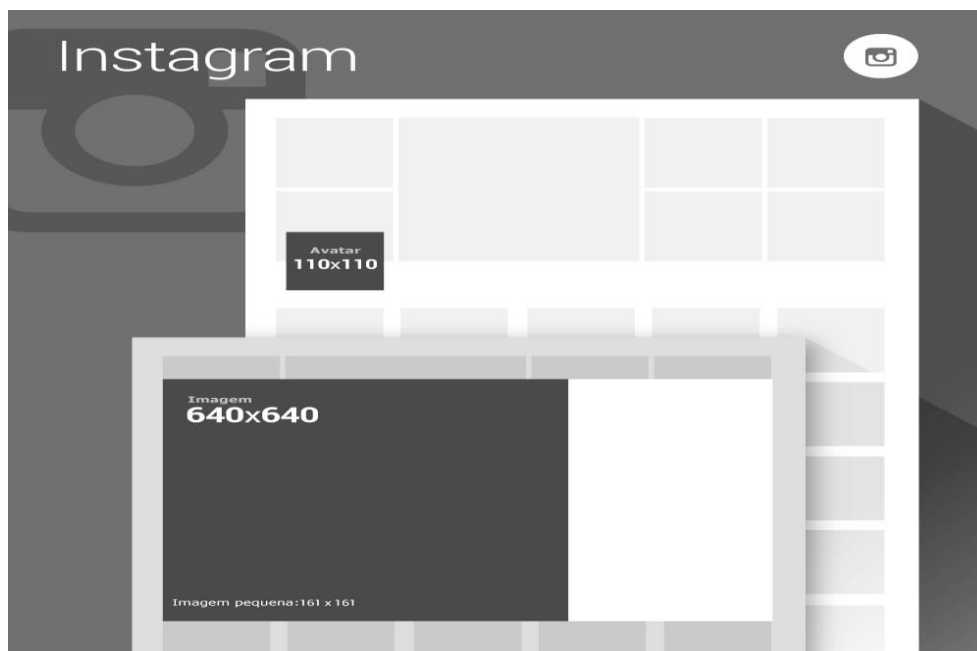 Instagram
Avatar
110x110
Imagem
640x640
Imagem pequena:161 x 161